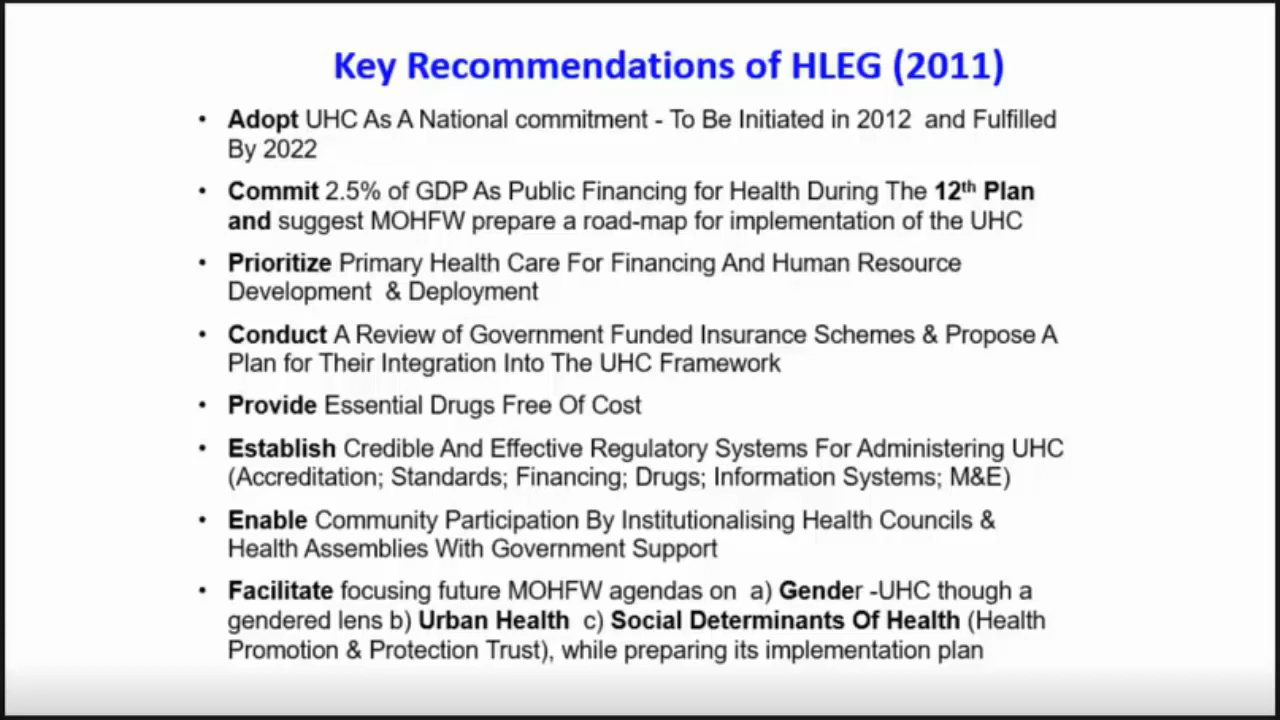 Key Recommendations of HLEG (2011)
• Adopt UHC As A National commitment - To Be Initiated in 2012 and Fulfilled
By 2022
• Commit 2.5% of GDP As Public Financing for Health During The 12th Plan
and suggest MOHFW prepare a road-map for implementation of the UHC
• Prioritize Primary Health Care For Financing And Human Resource
Development & Deployment
• Conduct A Review of Government Funded Insurance Schemes & Propose A
Plan for Their Integration Into The UHC Framework
• Provide Essential Drugs Free Of Cost
• Establish Credible And Effective Regulatory Systems For Administering UHC
(Accreditation; Standards; Financing; Drugs; Information Systems; M&E)
• Enable Community Participation By Institutionalising Health Councils &
Health Assemblies With Government Support
• Facilitate focusing future MOHFW agendas on a) Gender -UHC though a
gendered lens b) Urban Health c) Social Determinants Of Health (Health
Promotion & Protection Trust), while preparing its implementation plan